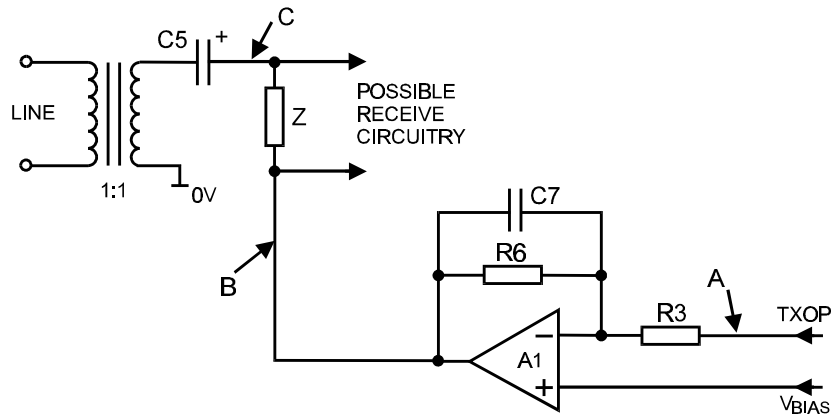 C
C5
+
LINE
Z
POSSIBLE
RECEIVE
CIRCUITRY
1:1
0V
C7
B
R6
A
R3
TXOP
−
A1
+
VBIAS